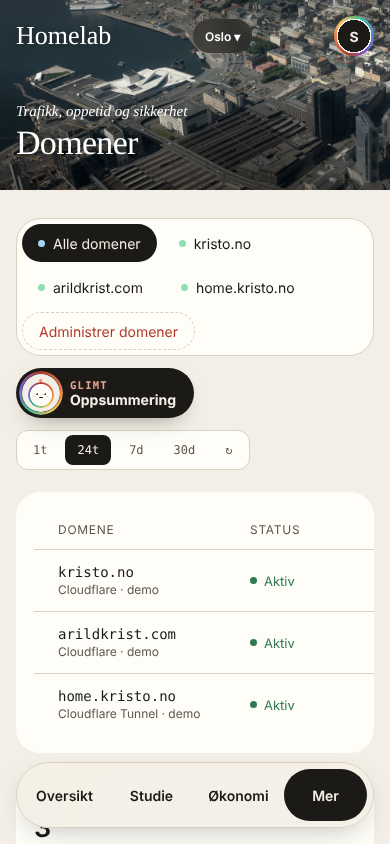 Homelab
Oslo ▾
S
Trafikk, oppetid og sikkerhet
Domener
Alle domener
kristo.no
arildkrist.com
home.kristo.no
Administrer domener
GLIMT
Oppsummering
1t 24t 7d 30d ↻
DOMENE STATUS
kristo.no
Cloudflare · demo
Aktiv
arildkrist.com
Cloudflare · demo
Aktiv
home.kristo.no
Cloudflare Tunnel · demo
Aktiv
Oversikt Studie Økonomi Mer
3